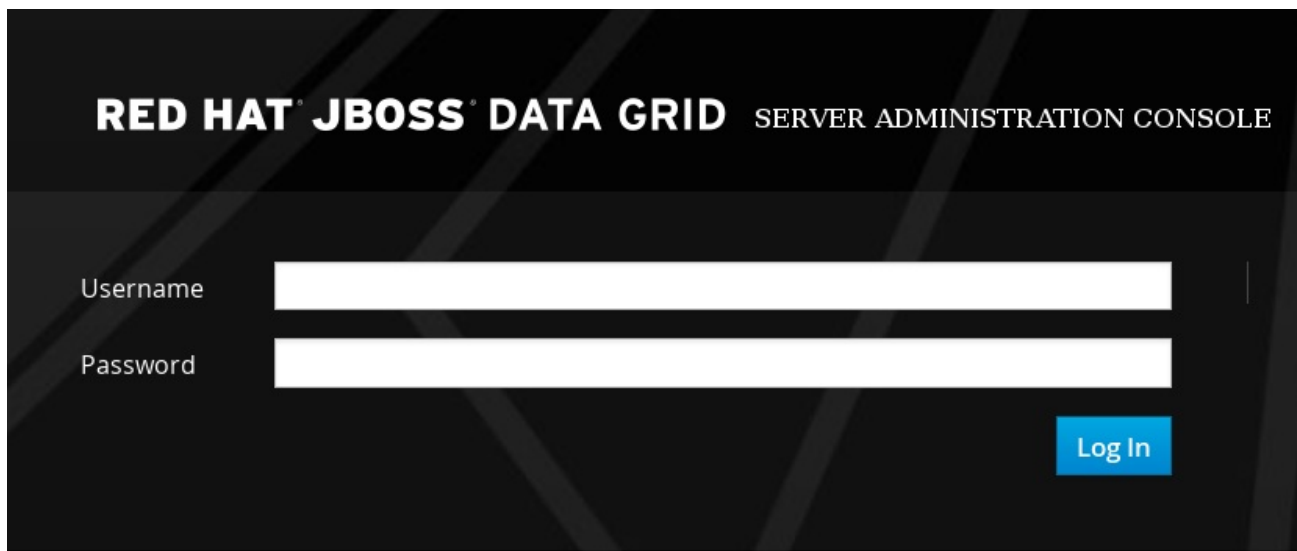 RED HAT® JBOSS® DATA GRID SERVER ADMINISTRATION CONSOLE
Username
Password
Log In